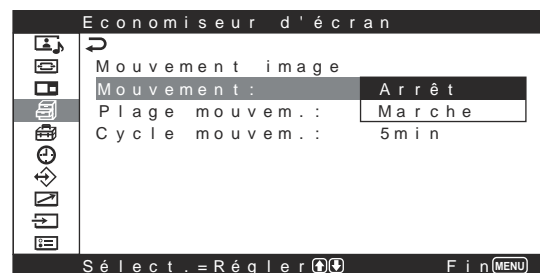 Economiseur d'écran
Mouvement image
Mouvement: Arrêt
Plage mouvem.: Marche
Cycle mouvem.: 5min
Sélect.=Régler Fin MENU